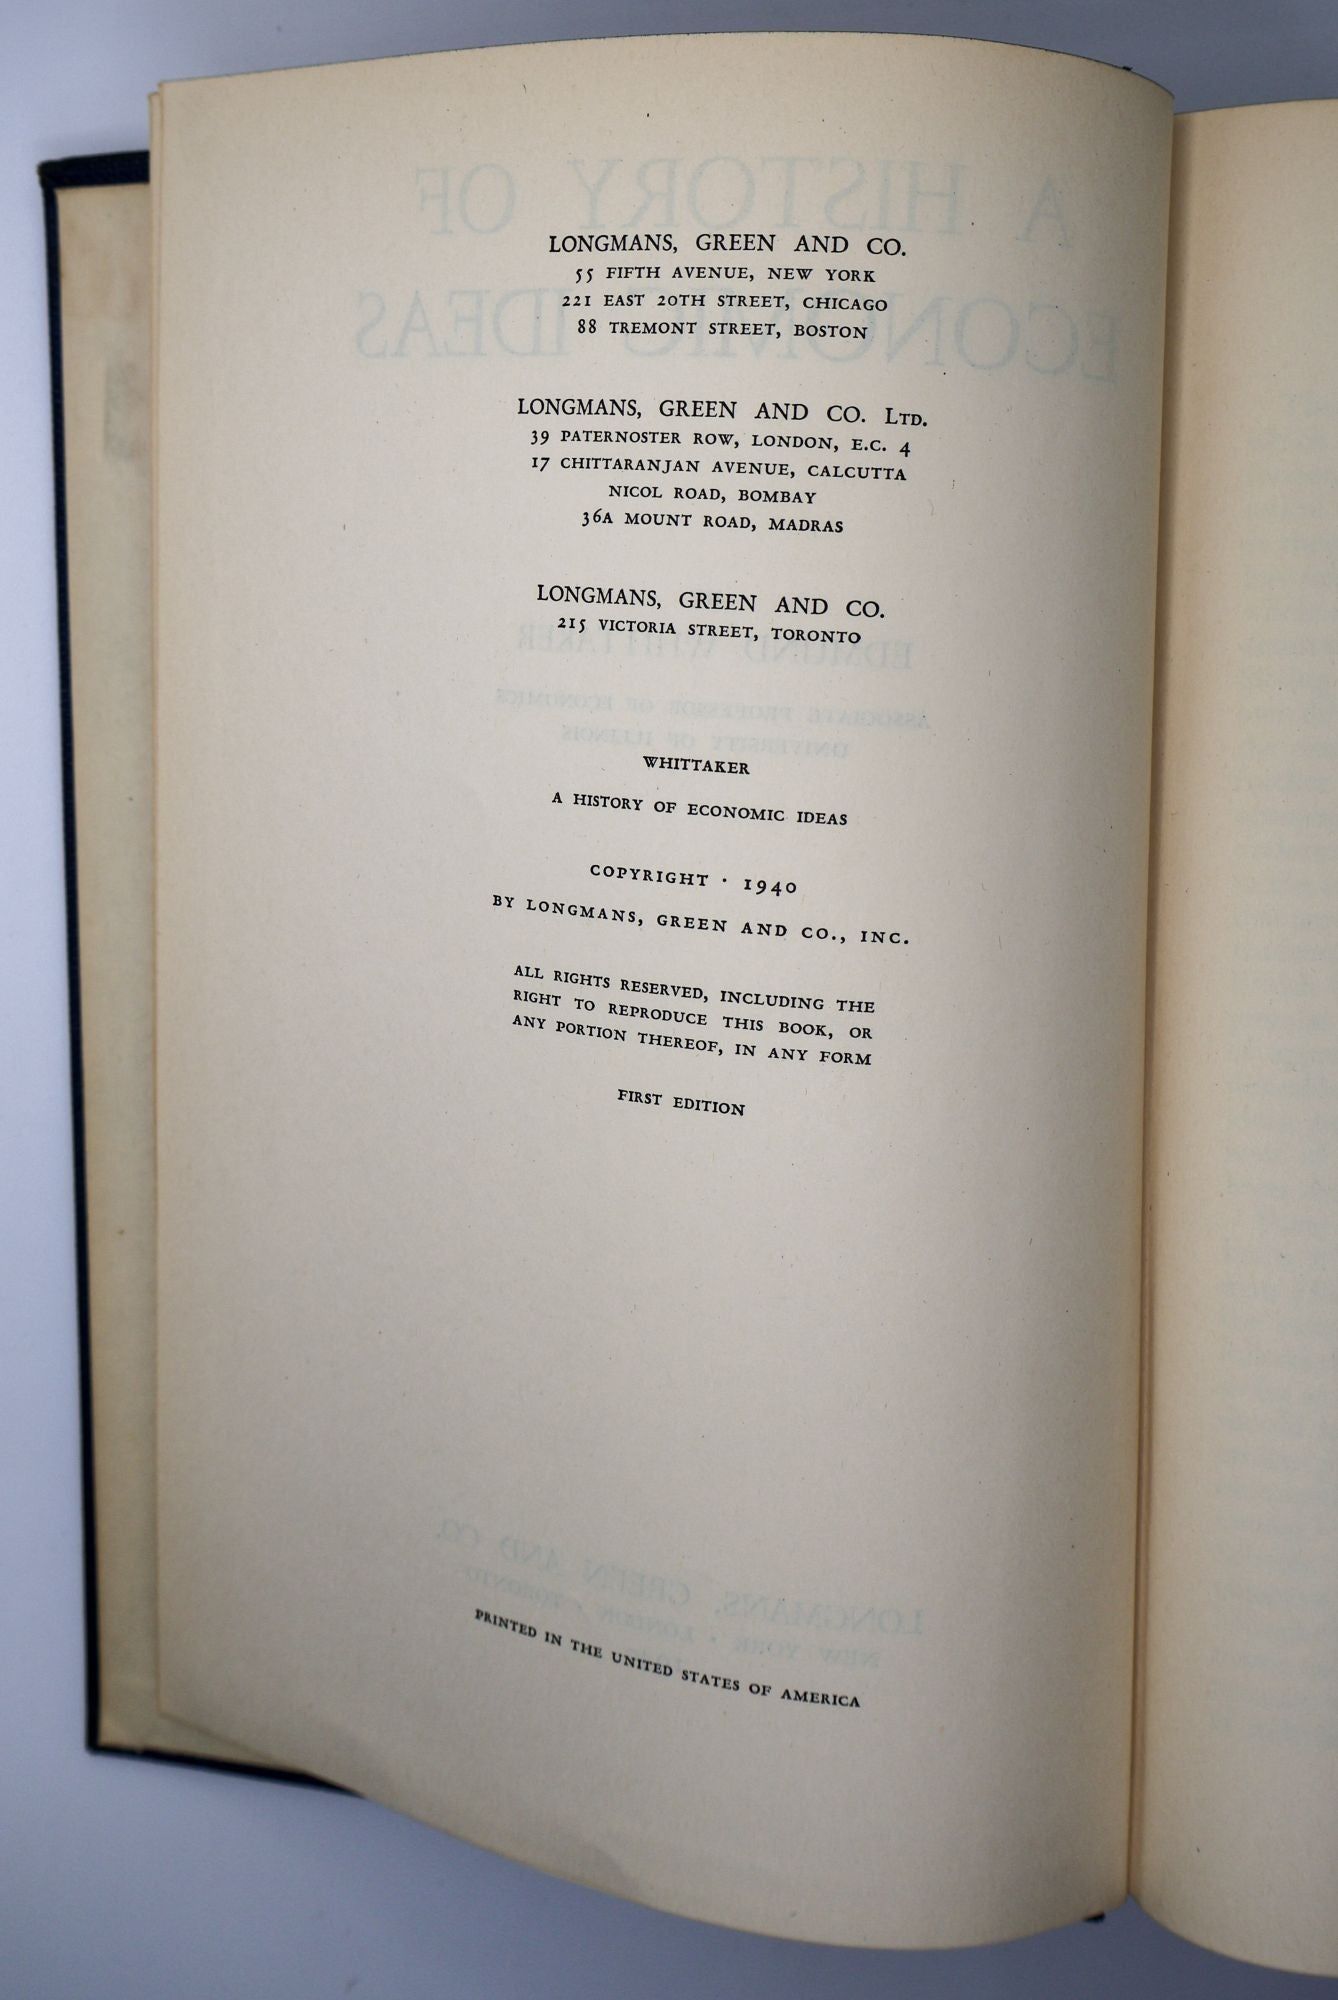 LONGMANS, GREEN AND CO.
55 FIFTH AVENUE, NEW YORK
221 EAST 20TH STREET, CHICAGO
88 TREMONT STREET, BOSTON
LONGMANS, GREEN AND CO. LTD.
39 PATERNOSTER ROW, LONDON, E.C. 4
17 CHITTARANJAN AVENUE, CALCUTTA
NICOL ROAD, BOMBAY
36A MOUNT ROAD, MADRAS
LONGMANS, GREEN AND CO.
215 VICTORIA STREET, TORONTO
WHITTAKER
A HISTORY OF ECONOMIC IDEAS
COPYRIGHT · 1940
BY LONGMANS, GREEN AND CO., INC.
ALL RIGHTS RESERVED, INCLUDING THE
RIGHT TO REPRODUCE THIS BOOK, OR
ANY PORTION THEREOF, IN ANY FORM
FIRST EDITION
PRINTED IN THE UNITED STATES OF AMERICA